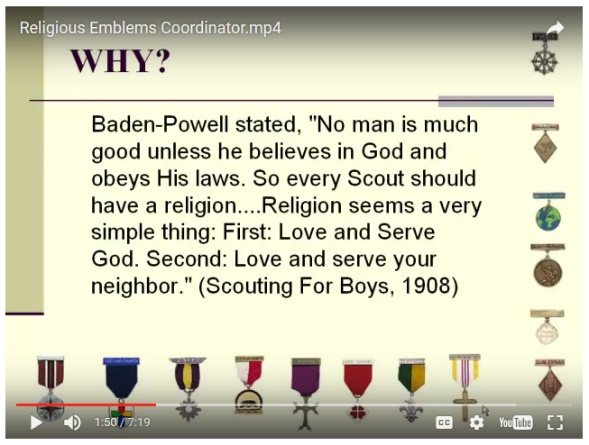 Religious Emblems Coordinator.mp4
WHY?
Baden-Powell stated, "No man is much
good unless he believes in God and
obeys His laws. So every Scout should
have a religion....Religion seems a very
simple thing: First: Love and Serve
God. Second: Love and serve your
neighbor." (Scouting For Boys, 1908)
1:50 / 7:19
CC
YouTube